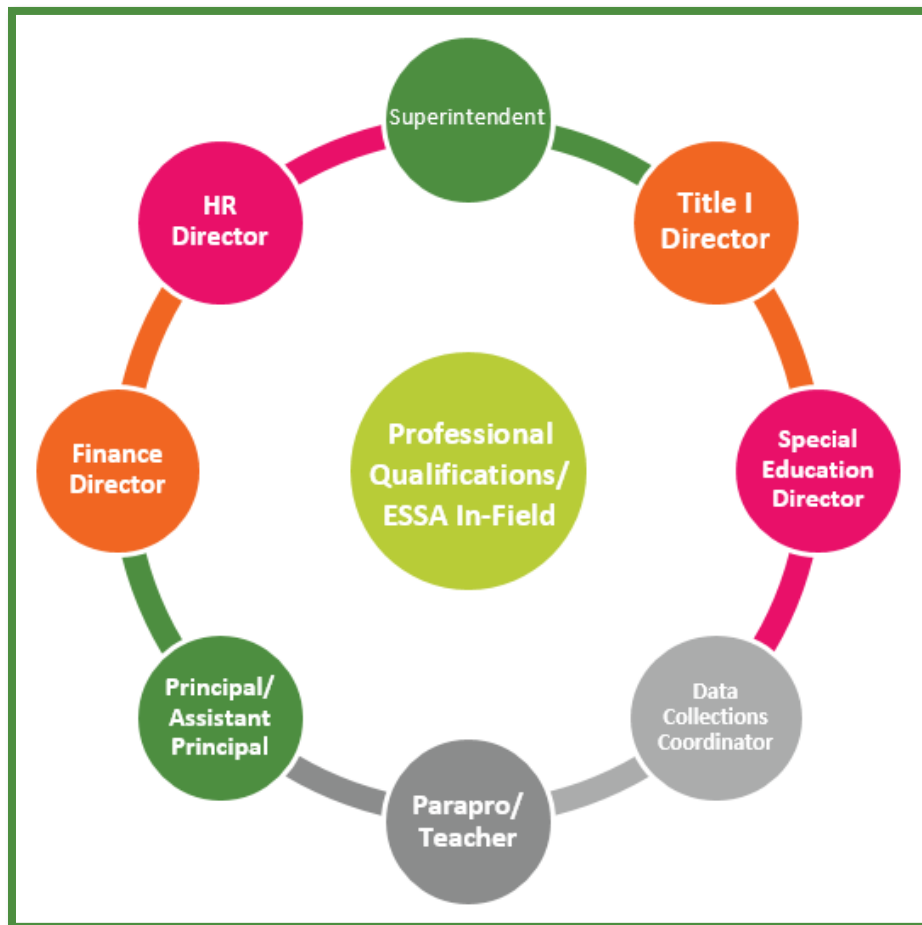 Superintendent
Title I
Director
Special
Education
Director
Data
Collections
Coordinator
Parapro/
Teacher
Principal/
Assistant
Principal
Finance
Director
HR
Director
Professional
Qualifications/
ESSA In-Field